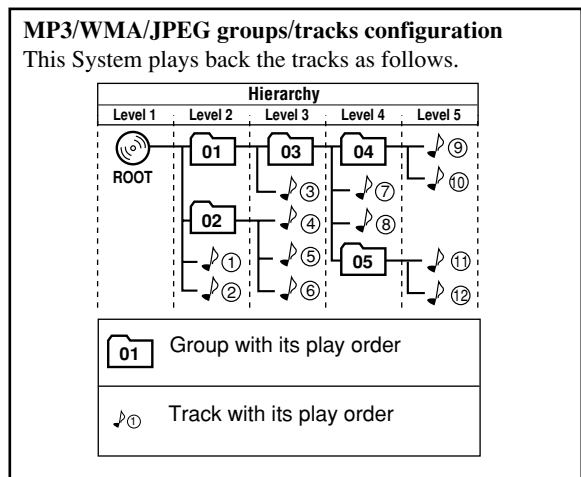 MP3/WMA/JPEG groups/tracks configuration
This System plays back the tracks as follows.
Hierarchy
Level 1 Level 2 Level 3 Level 4 Level 5
01 03 04 ⑨
ROOT ⑩
③ ⑦
02 ④ ⑧
① ⑤ 05 ⑪
② ⑥ ⑫
01 Group with its play order
① Track with its play order